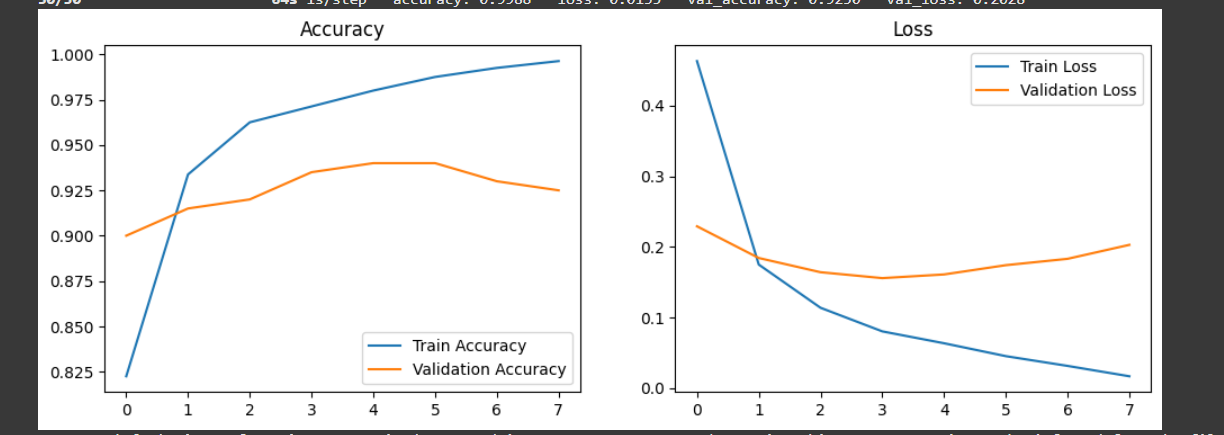 Accuracy
Loss
1.000
0.975
0.950
0.925
0.900
0.875
0.850
0.825
Train Accuracy
Validation Accuracy
0 1 2 3 4 5 6 7
0.4
0.3
0.2
0.1
0.0
Train Loss
Validation Loss
0 1 2 3 4 5 6 7